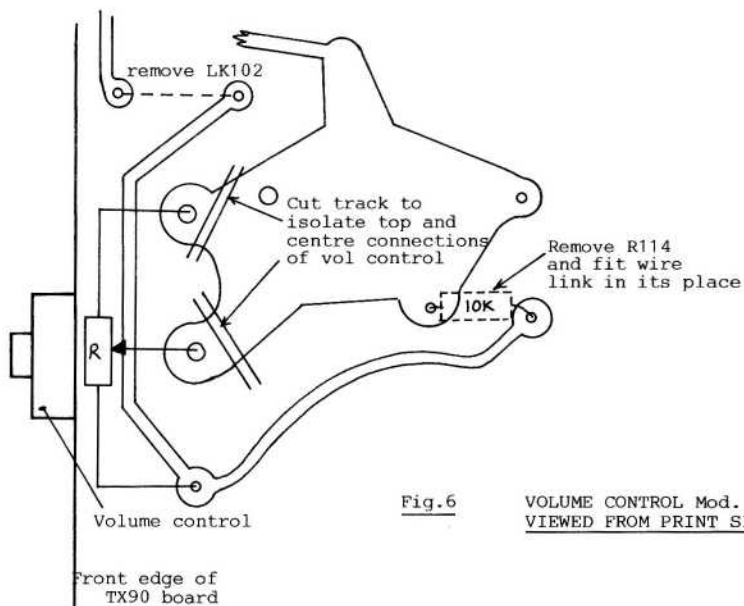 remove LK102
Cut track to
isolate top and
centre connections
of vol control
Remove R114
and fit wire
link in its place
10K
R
Volume control
Fig.6
VOLUME CONTROL Mod.
VIEWED FROM PRINT
Front edge of
TX90 board